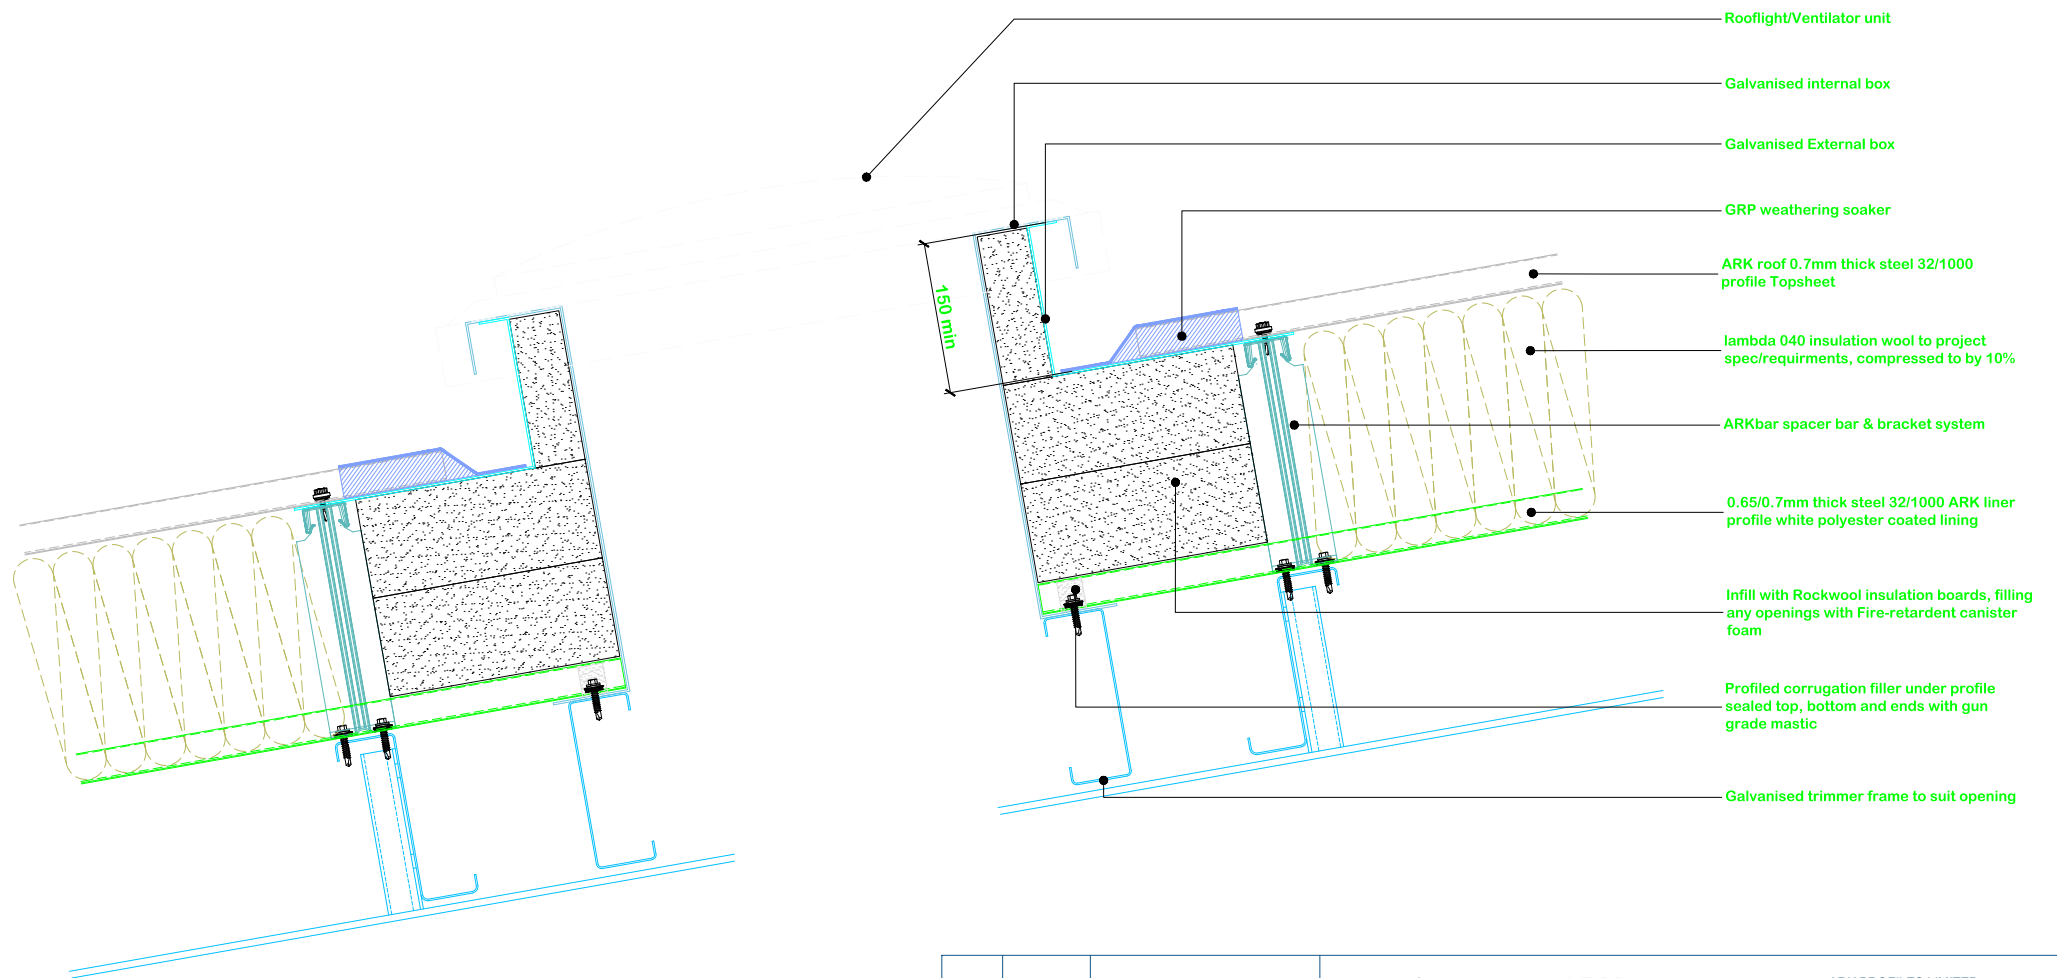 Rooflight/Ventilator unit
Galvanised internal box
Galvanised External box
GRP weathering soaker
ARK roof 0.7mm thick steel 32/1000
profile Topsheet
150 min
lambda 040 insulation wool to project
spec/requirments, compressed to by 10%
ARKbar spacer bar & bracket system
0.65/0.7mm thick steel 32/1000 ARK liner
profile white polyester coated lining
Infill with Rockwool insulation boards, filling
any openings with Fire-retardent canister
foam
Profiled corrugation filler under profile
sealed top, bottom and ends with gun
grade mastic
Galvanised trimmer frame to suit opening